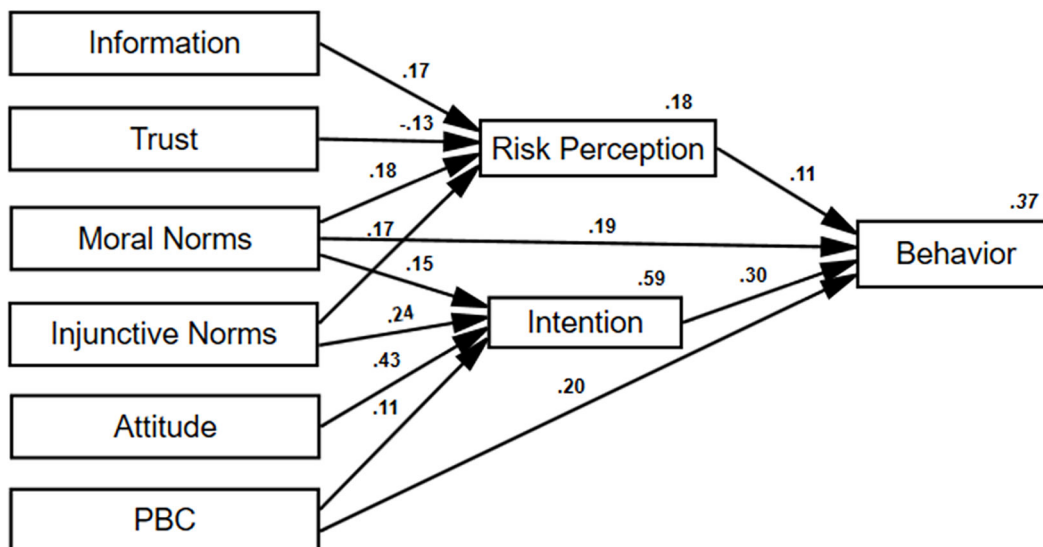 Information
.17
.18
Trust
-.13
Risk Perception
.18
.11
.37
Moral Norms
.17
.19
Behavior
.15
.59
.30
Injunctive Norms
.24
Intention
.43
.20
Attitude
.11
PBC